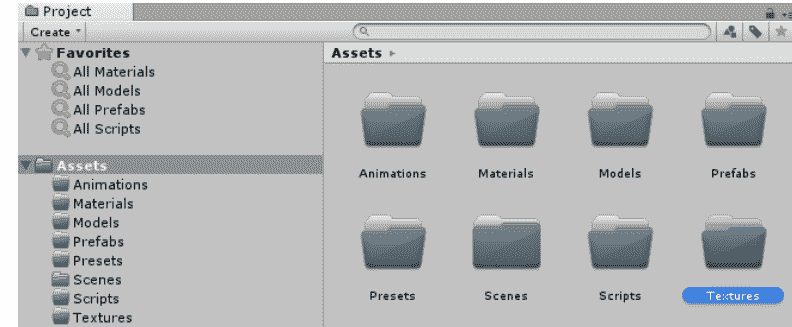 Project
Create
Favorites
All Materials
All Models
All Prefabs
All Scripts
Assets
Animations
Materials
Models
Prefabs
Presets
Scenes
Scripts
Textures
Assets
Animations Materials Models Prefabs
Presets Scenes Scripts Textures